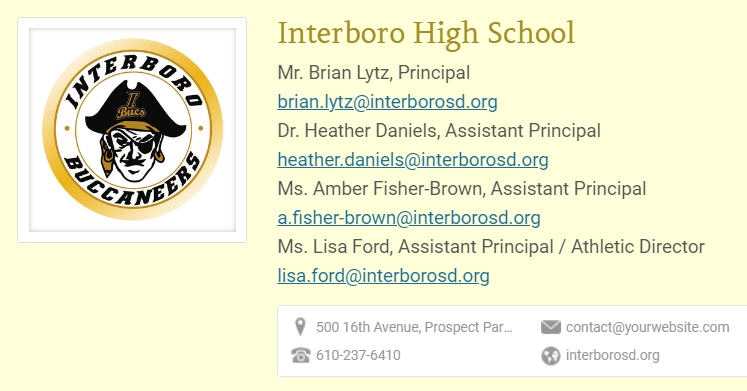 Interboro High School
Mr. Brian Lytz, Principal
brian.lytz@interborosd.org
Dr. Heather Daniels, Assistant Principal
heather.daniels@interborosd.org
Ms. Amber Fisher-Brown, Assistant Principal
a.fisher-brown@interborosd.org
Ms. Lisa Ford, Assistant Principal / Athletic Director
lisa.ford@interborosd.org
INTERBORO
I
Bucs
BUCCANEERS
500 16th Avenue, Prospect Par...
contact@yourwebsite.com
610-237-6410
interborosd.org